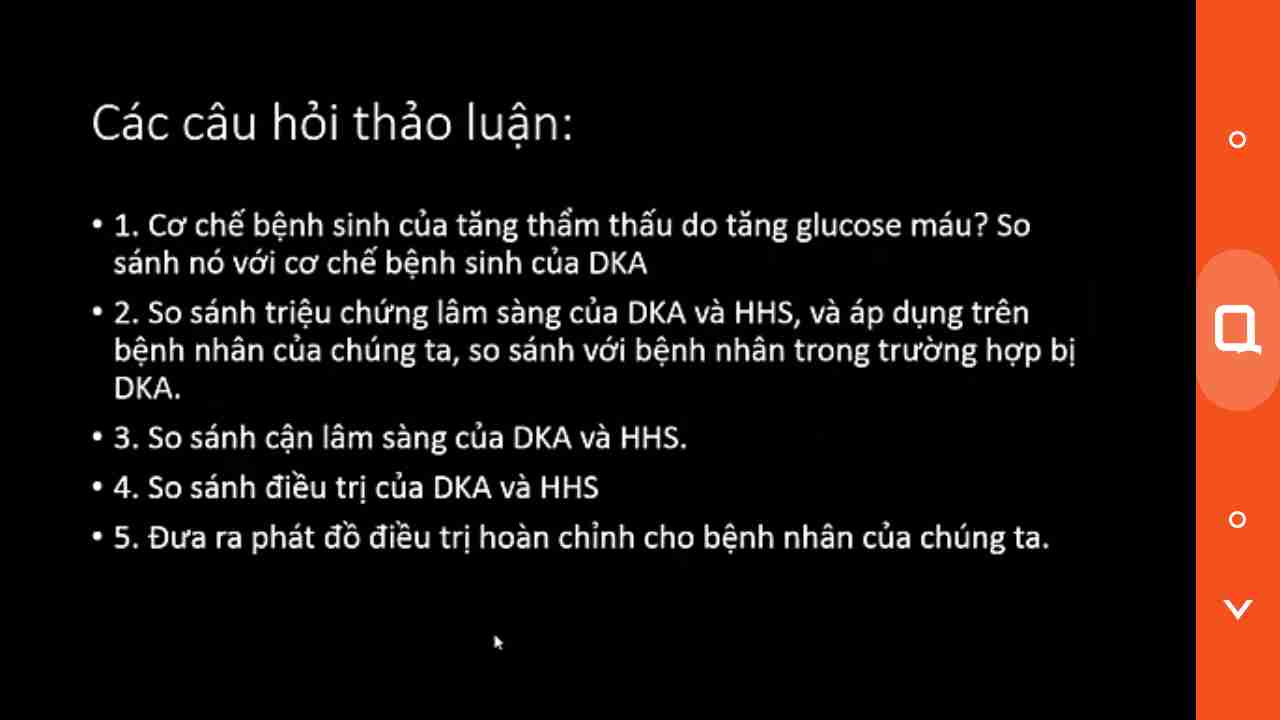 Các câu hỏi thảo luận:
• 1. Cơ chế bệnh sinh của tăng thẩm thấu do tăng glucose máu? So
sánh nó với cơ chế bệnh sinh của DKA
• 2. So sánh triệu chứng lâm sàng của DKA và HHS, và áp dụng trên
bệnh nhân của chúng ta, so sánh với bệnh nhân trong trường hợp bị
DKA.
• 3. So sánh cận lâm sàng của DKA và HHS.
• 4. So sánh điều trị của DKA và HHS
• 5. Đưa ra phát đồ điều trị hoàn chỉnh cho bệnh nhân của chúng ta.